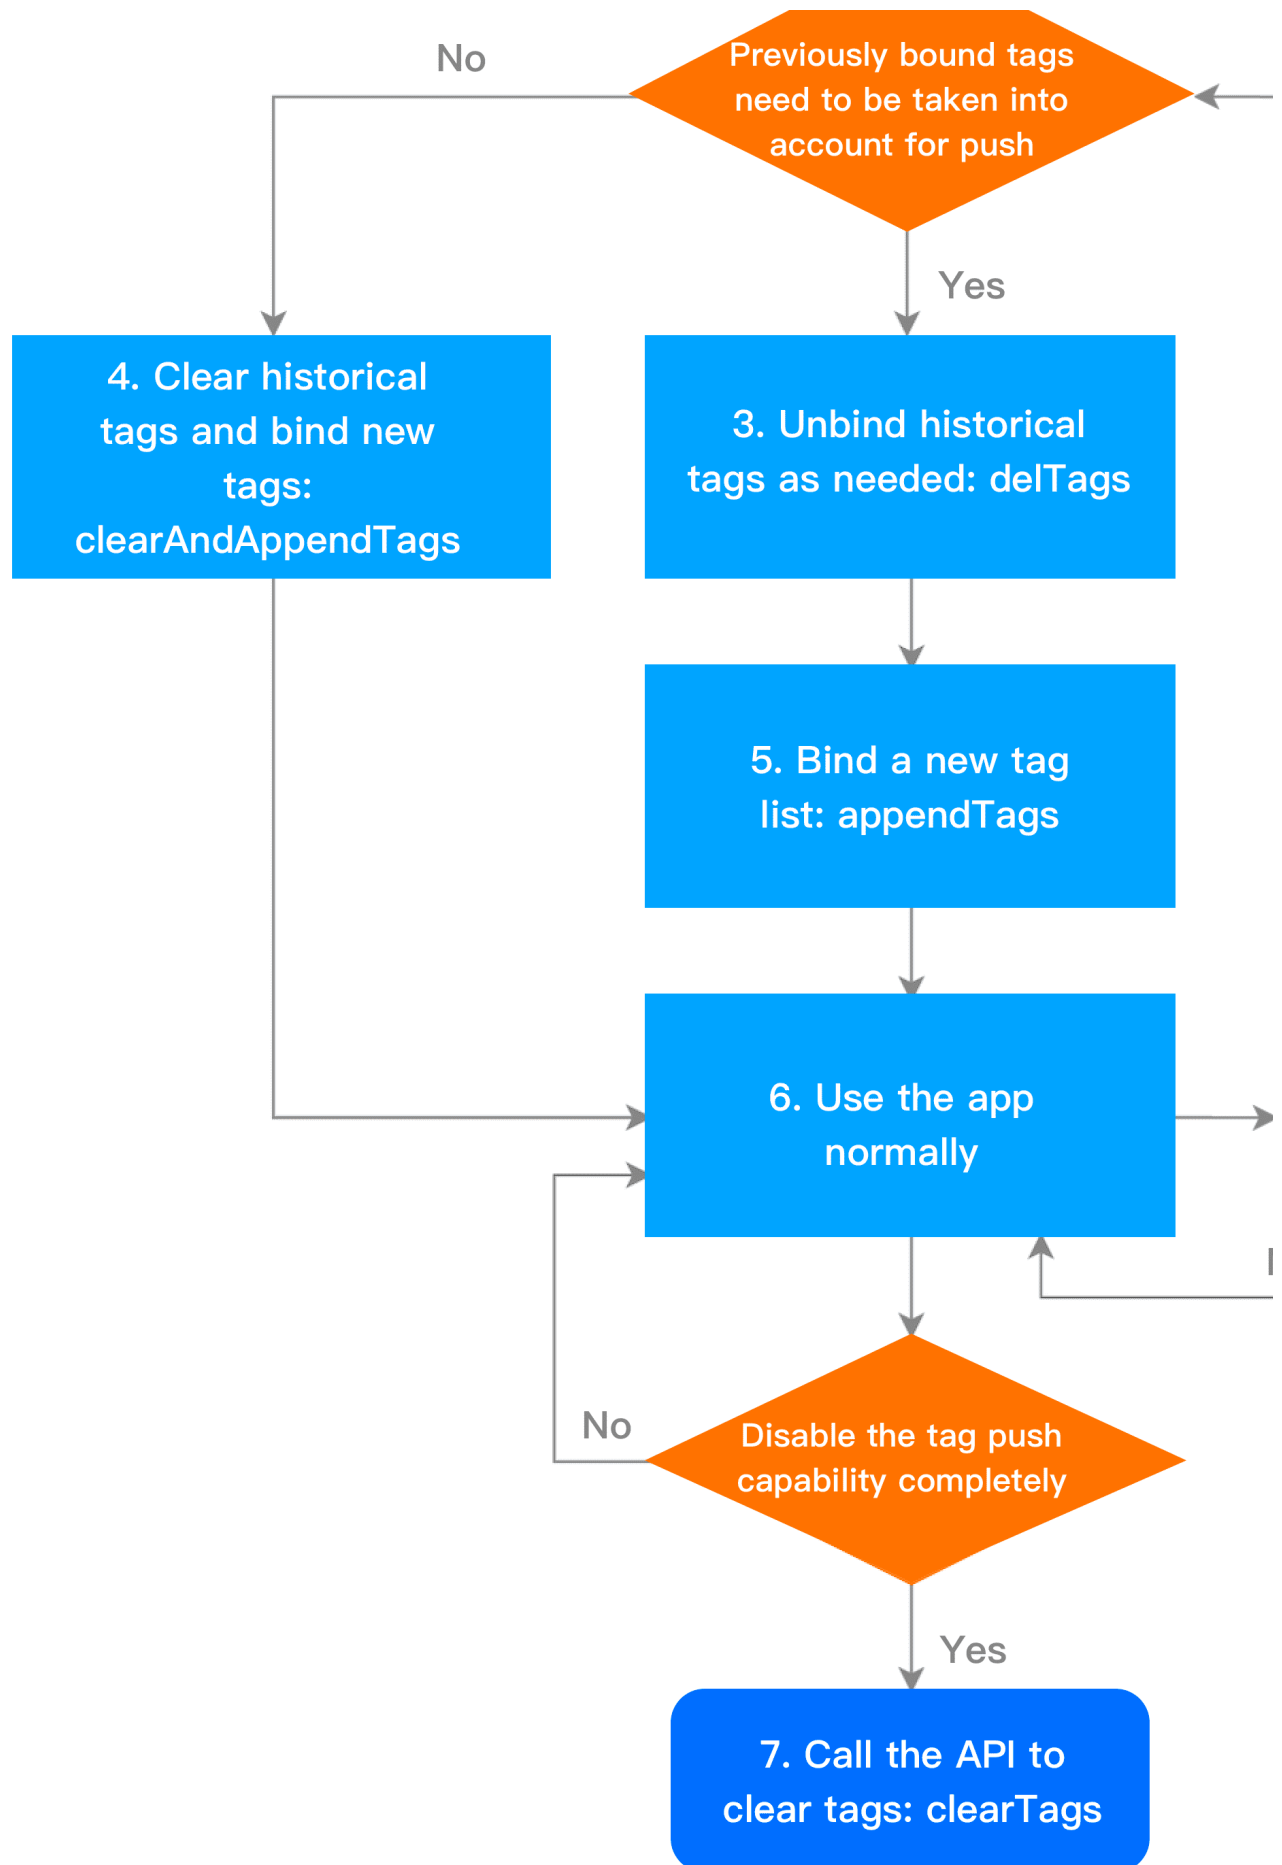 No
Previously bound tags
need to be taken into
account for push
Yes
4. Clear historical
tags and bind new
tags:
clearAndAppendTags
3. Unbind historical
tags as needed: delTags
5. Bind a new tag
list: appendTags
6. Use the app
normally
No
Disable the tag push
capability completely
Yes
7. Call the API to
clear tags: clearTags